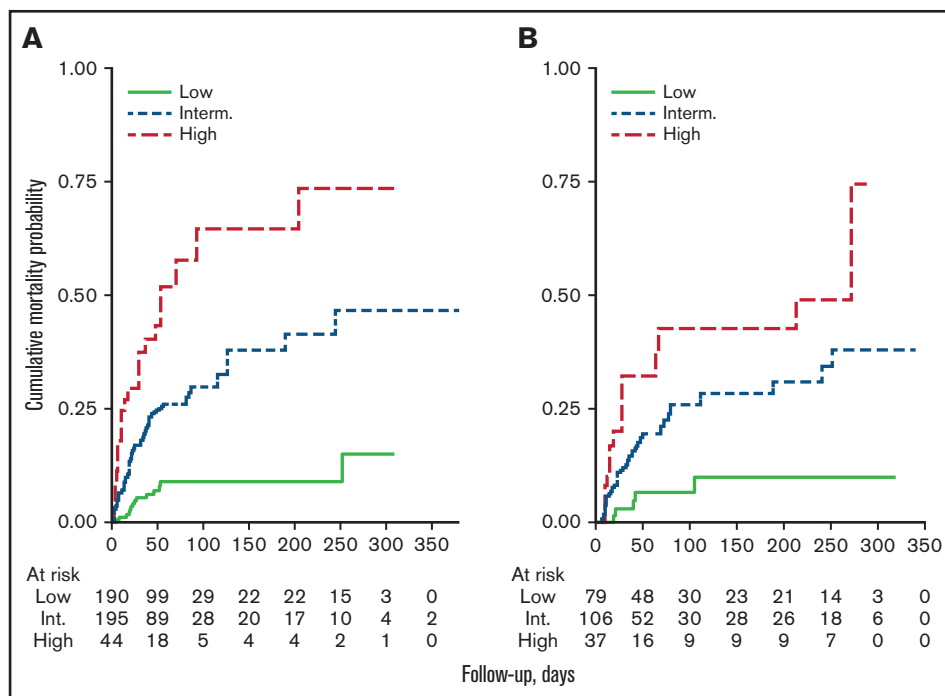 A
1.00
Low
Interm.
High
0.75
0.50
0.25
0.00
Cumulative mortality probability
0 50 100 150 200 250 300 350
At risk
Low 190 99 29 22 22 15 3 0
Int. 195 89 28 20 17 10 4 2
High 44 18 5 4 4 2 1 0
B
1.00
Low
Interm.
High
0.75
0.50
0.25
0.00
0 50 100 150 200 250 300 350
At risk
Low 79 48 30 23 21 14 3 0
Int. 106 52 30 28 26 18 6 0
High 37 16 9 9 9 7 0 0
Follow-up, days